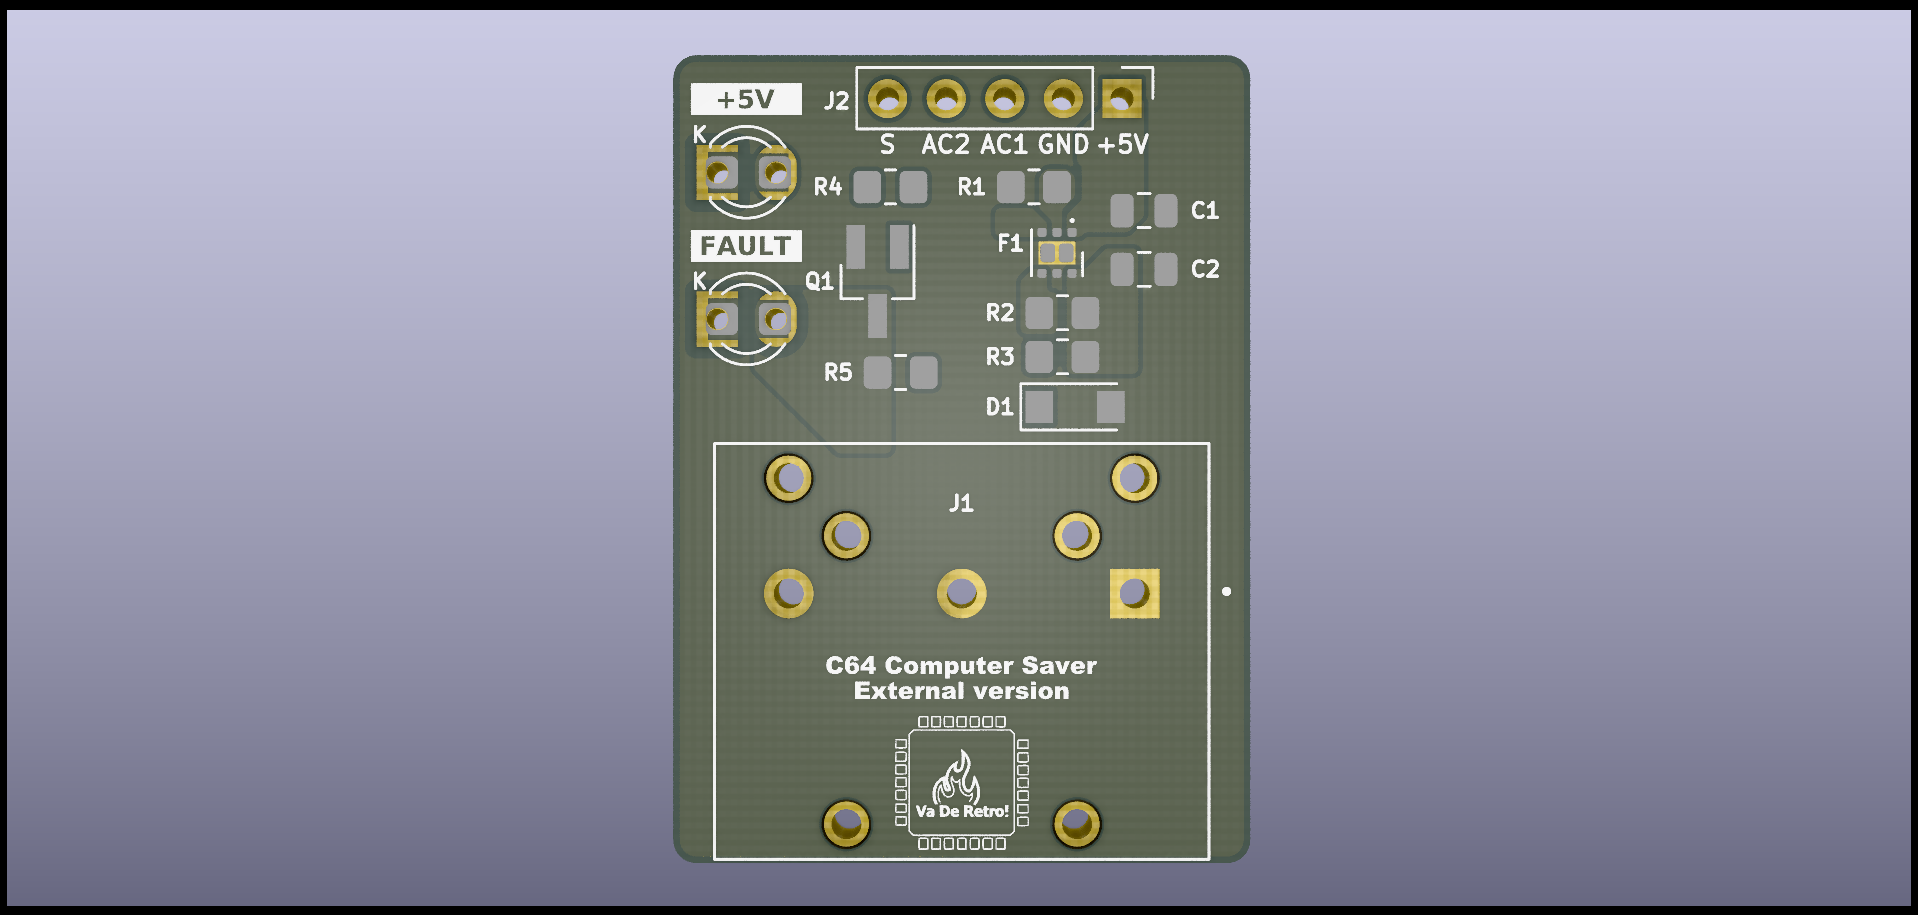 +5V
J2
K
S AC2 AC1 GND +5V
R4
R1
C1
FAULT
F1
K
Q1
C2
R2
R3
R5
D1
J1
C64 Computer Saver
External version
Va De Retro!